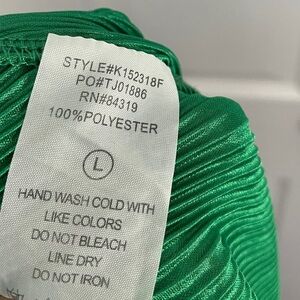 STYLE#K152318F
PO#TJ01886
RN#84319
100%POLYESTER
L
HAND WASH COLD WITH
LIKE COLORS
DO NOT BLEACH
LINE DRY
DO NOT IRON